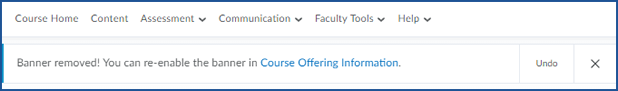 Course Home Content Assessment Communication Faculty Tools Help
Banner removed! You can re-enable the banner in Course Offering Information. Undo